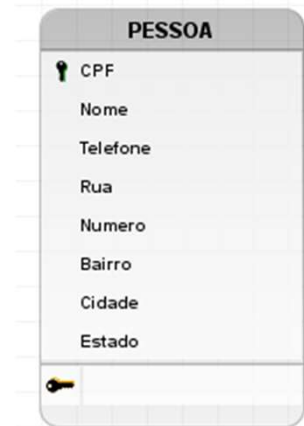 PESSOA
CPF
Nome
Telefone
Rua
Numero
Bairro
Cidade
Estado